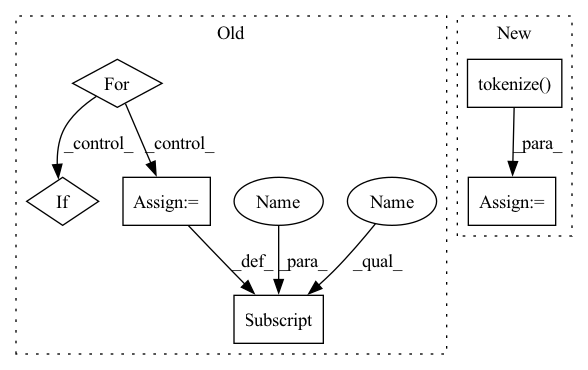 Old
New
For
tokenize()
_control_
_control_
_para_
If
Assign:=
Name
Name
Assign:=
_def_
_para_
_qual_
Subscript